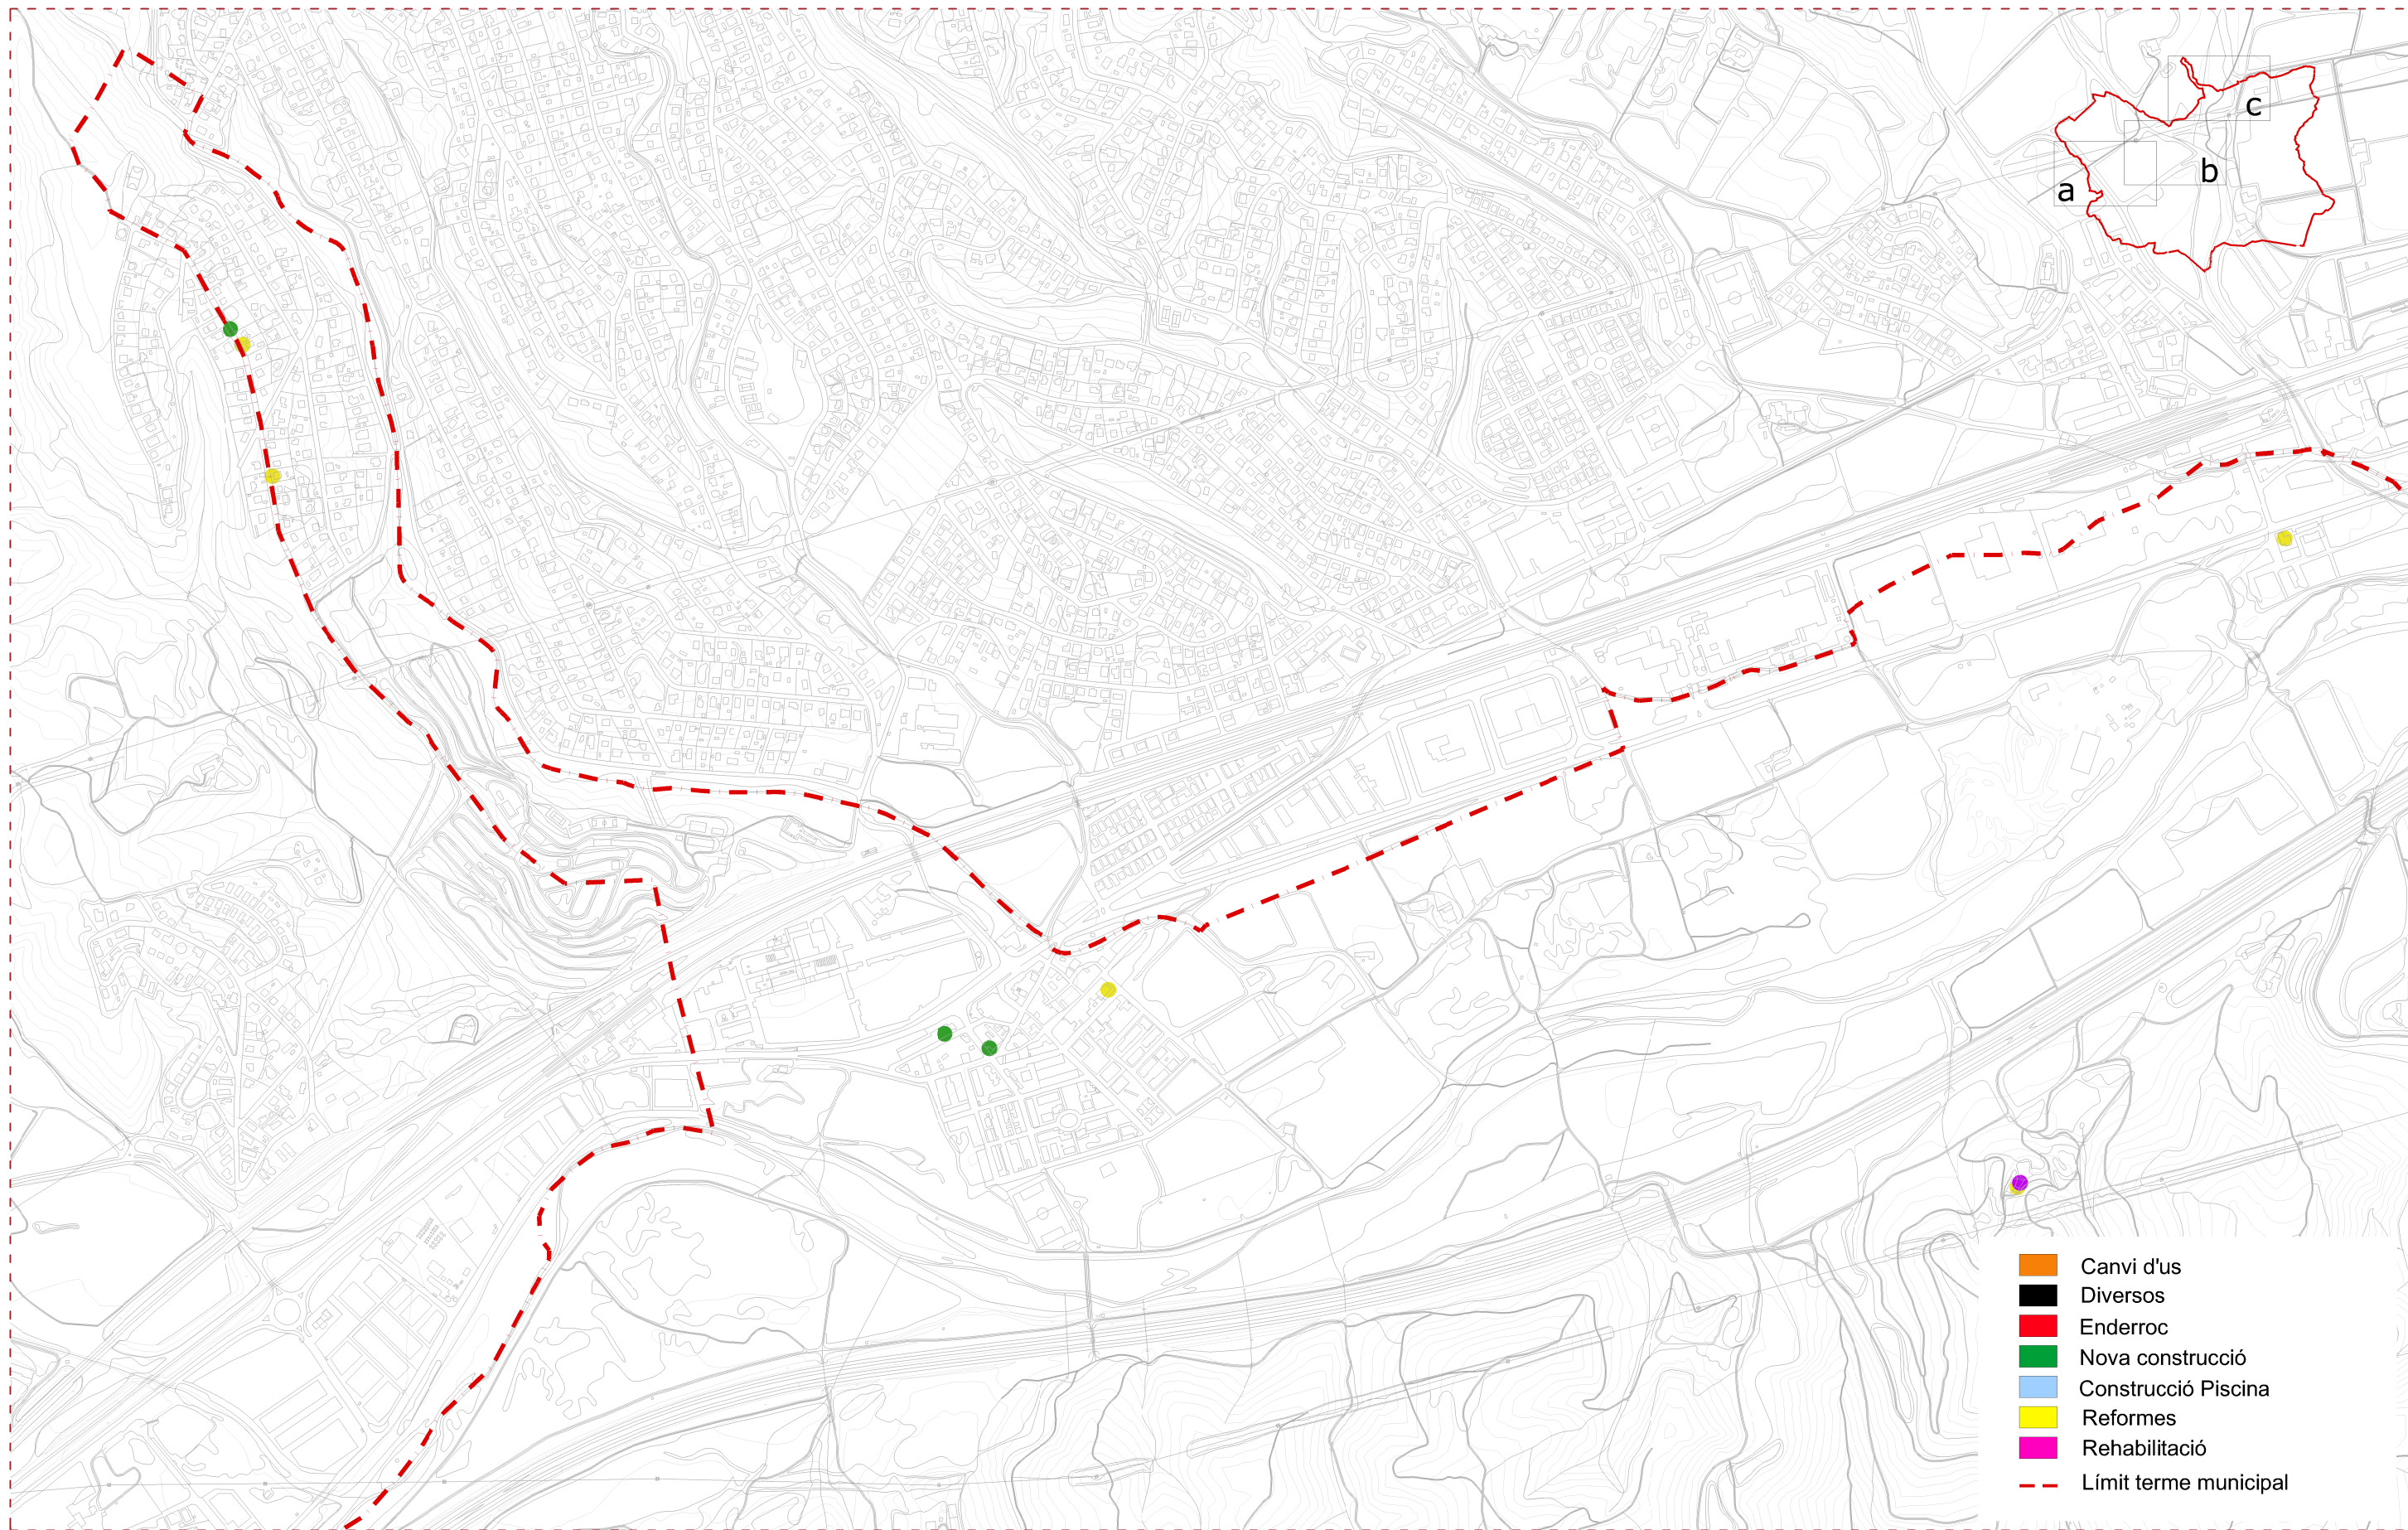 c
b
a
Canvi d'us
Diversos
Enderroc
Nova construcció
Construcció Piscina
Reformes
Rehabilitació
Límit terme municipal